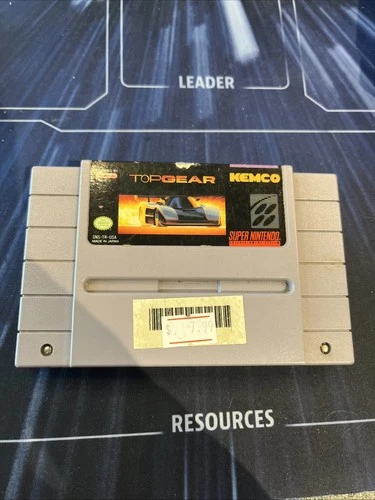 LEADER
TOP GEAR
KEMCO
SNS-TR-USA
MADE IN JAPAN
SUPER NINTENDO
RESOURCES